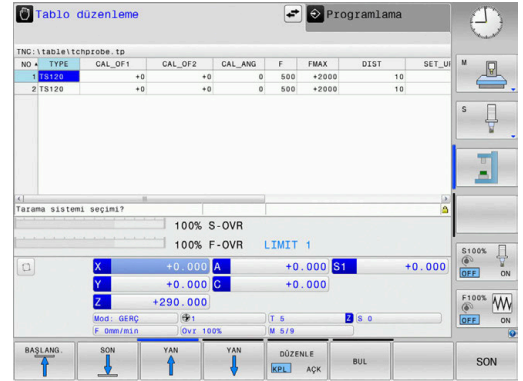 Tablo düzenleme
Programlama
TNC:\table\tchprobe.tp
NO TYPE CAL_OF1 CAL_OF2 CAL_ANG F FMAX DIST SET_UP
1 TS120 +0 +0 0 500 +2000 10
2 TS120 +0 +0 0 500 +2000 10
Tarama sistemi seçimi?
100% S-OVR
100% F-OVR LIMIT 1
X +0.000 A +0.000 S1 +0.000
Y +0.000 C +0.000
Z +290.000
Mod: GERÇ 1 T 5 Z S 0
F 0mm/min Ovr 100% M 5/9
M
S
S100%
OFF ON
F100%
OFF ON
BAŞLANG. SON YAN YAN DÜZENLE BUL SON
KPL AÇK